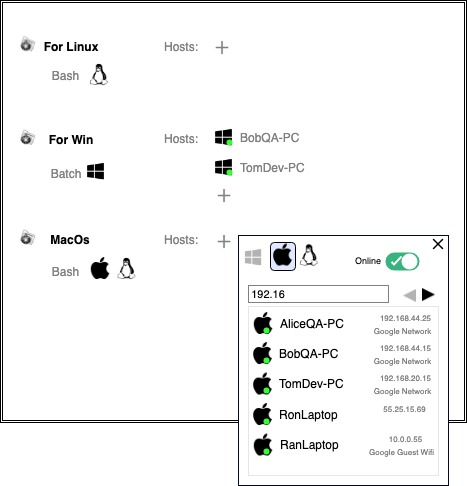 For Linux
Hosts:
Bash
For Win
Hosts:
BobQA-PC
Batch
TomDev-PC
MacOs
Hosts:
Bash
Online
192.16
AliceQA-PC
192.168.44.25
Google Network
BobQA-PC
192.168.44.15
Google Network
TomDev-PC
192.168.20.15
Google Network
RonLaptop
55.25.15.69
RanLaptop
10.0.0.55
Google Guest Wifi